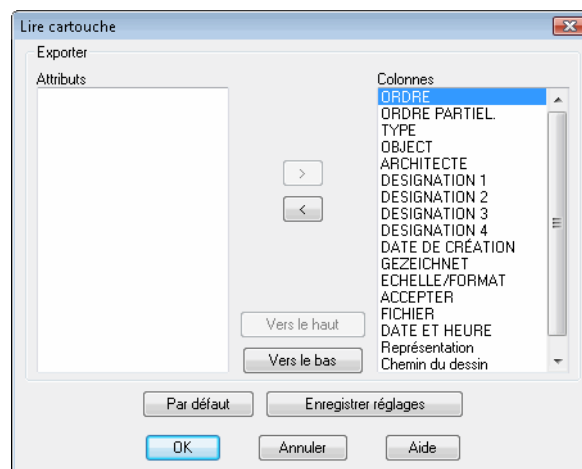 Lire cartouche
Exporter
Attributs
Colonnes
ORDRE
ORDRE PARTIEL.
TYPE
OBJECT
ARCHITECTE
DESIGNATION 1
DESIGNATION 2
DESIGNATION 3
DESIGNATION 4
DATE DE CRÉATION
GEZEICHNET
ECHELLE/FORMAT
ACCEPTER
FICHIER
DATE ET HEURE
Représentation
Chemin du dessin
>
<
Vers le haut
Vers le bas
Par défaut
Enregistrer réglages
OK
Annuler
Aide